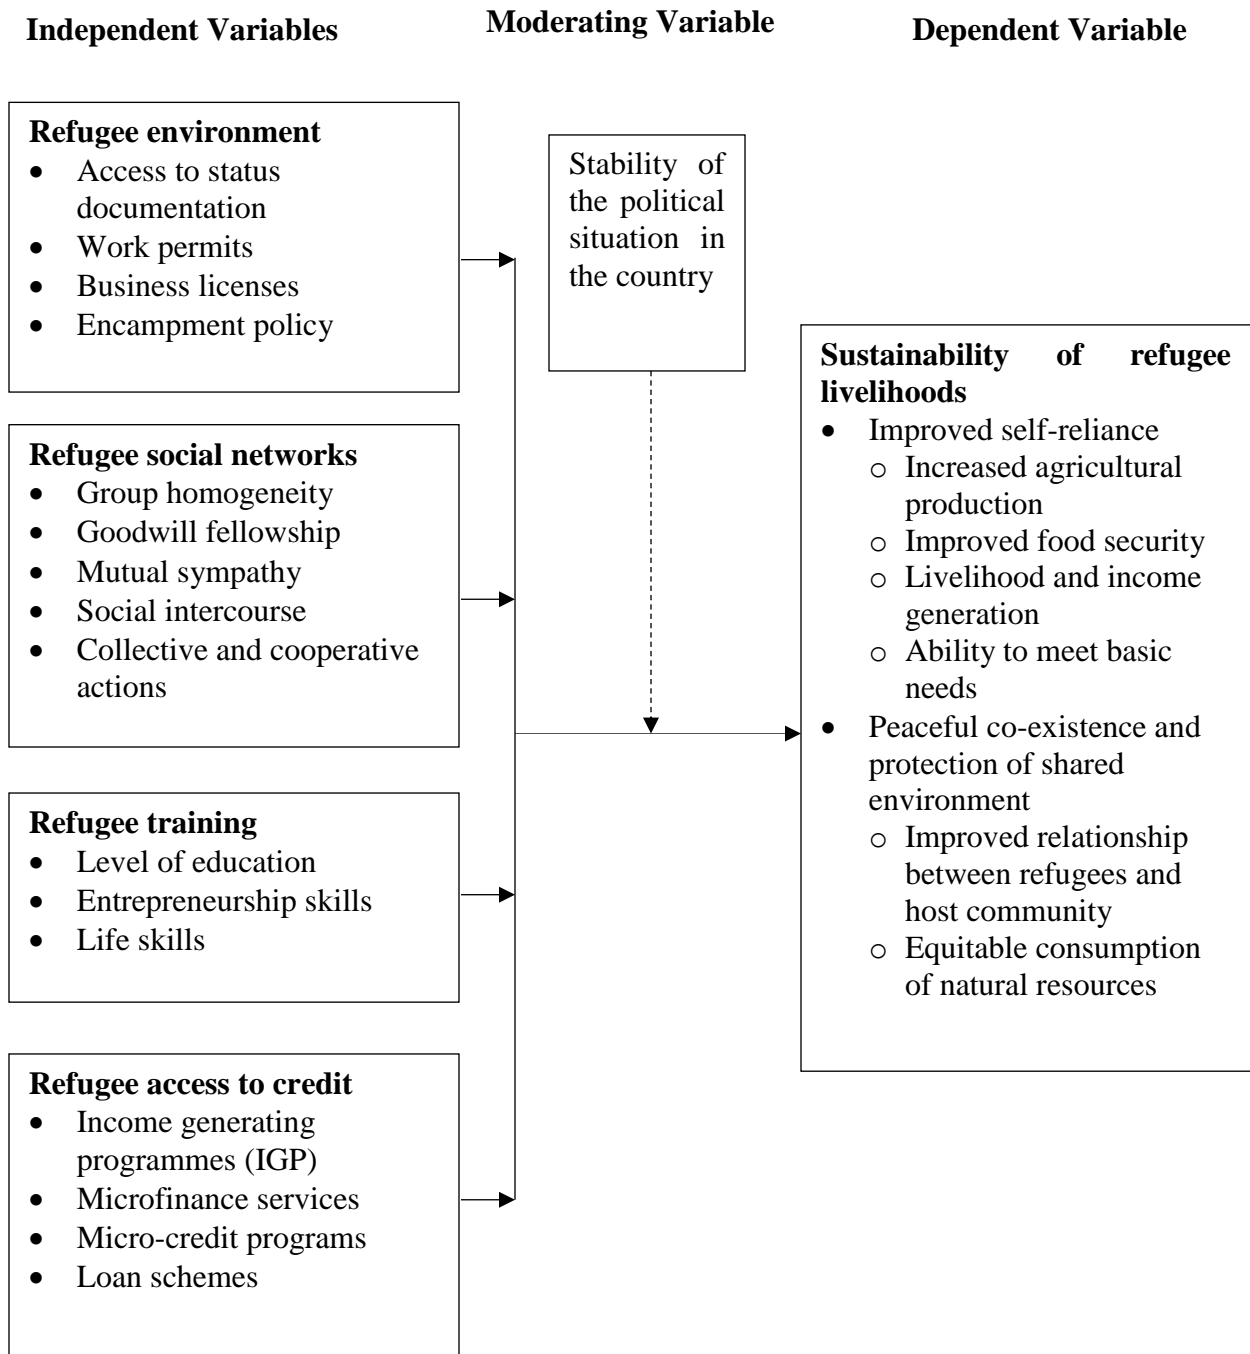 Independent Variables
Moderating Variable
Dependent Variable
Refugee environment
• Access to status
documentation
• Work permits
• Business licenses
• Encampment policy
Refugee social networks
• Group homogeneity
• Goodwill fellowship
• Mutual sympathy
• Social intercourse
• Collective and cooperative
actions
Refugee training
• Level of education
• Entrepreneurship skills
• Life skills
Refugee access to credit
• Income generating
programmes (IGP)
• Microfinance services
• Micro-credit programs
• Loan schemes
Stability of
the political
situation in
the country
Sustainability of refugee
livelihoods
• Improved self-reliance
o Increased agricultural
production
o Improved food security
o Livelihood and income
generation
o Ability to meet basic
needs
• Peaceful co-existence and
protection of shared
environment
o Improved relationship
between refugees and
host community
o Equitable consumption
of natural resources